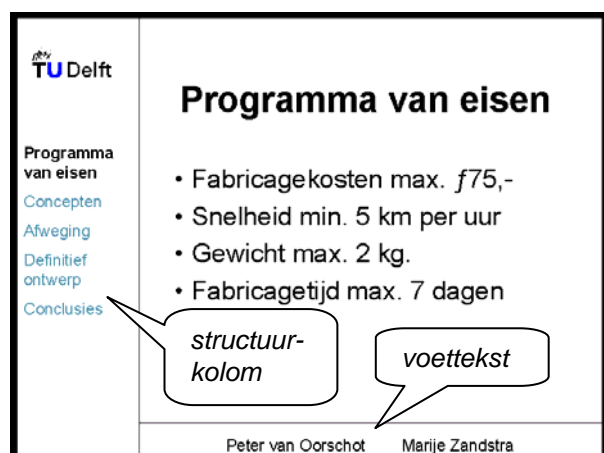 TU Delft
Programma van eisen
Programma
van eisen
Concepten
Afweging
Definitief
ontwerp
Conclusies
• Fabricagekosten max. ƒ75,-
• Snelheid min. 5 km per uur
• Gewicht max. 2 kg.
• Fabricagetijd max. 7 dagen
structuur-
kolom
voettekst
Peter van Oorschot Marije Zandstra